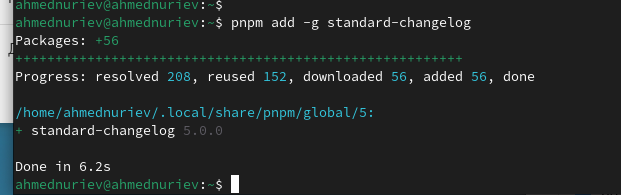 ahmednuriev@ahmednuriev:~$
ahmednuriev@ahmednuriev:~$ pnpm add -g standard-changelog
Packages: +56
++++++++++++++++++++++++++++++++++++++++++++++++++++++++
Progress: resolved 208, reused 152, downloaded 56, added 56, done
/home/ahmednuriev/.local/share/pnpm/global/5:
+ standard-changelog 5.0.0
Done in 6.2s
ahmednuriev@ahmednuriev:~$